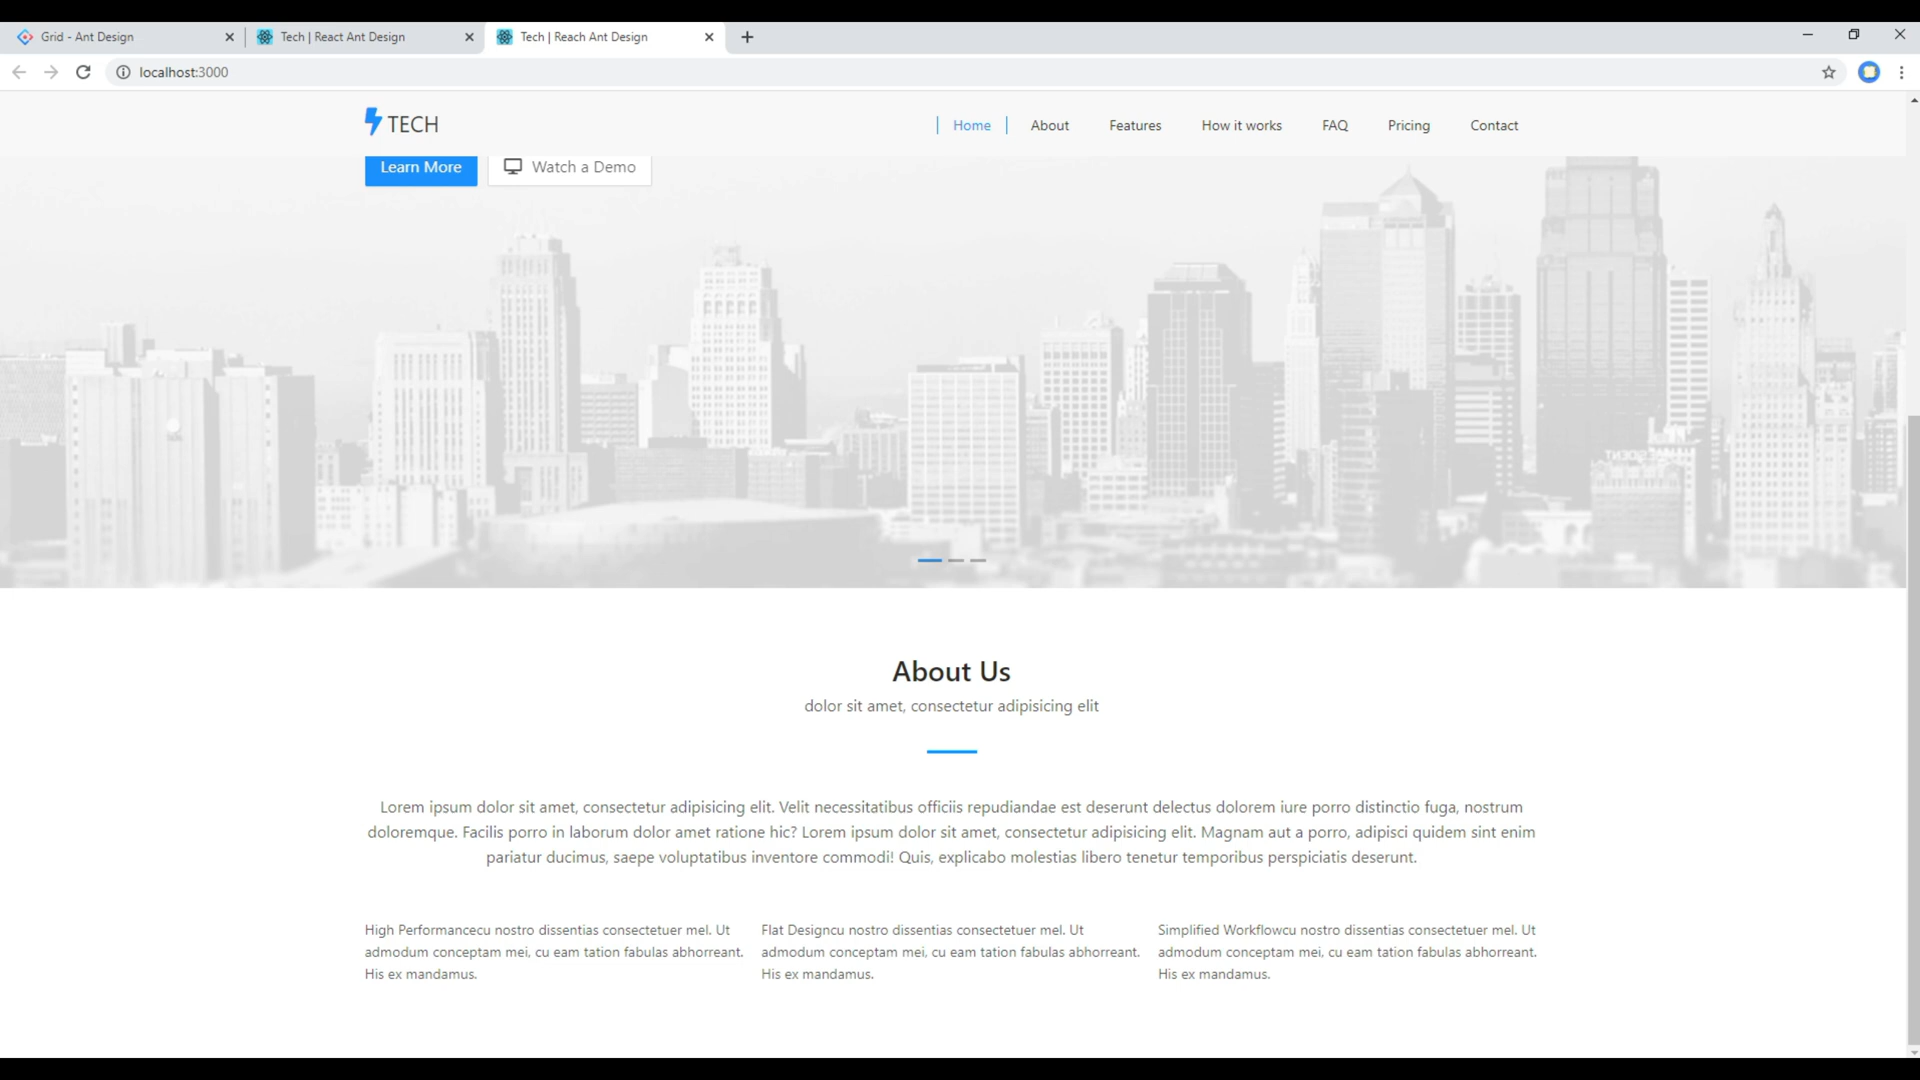 Grid - Ant Design
Tech | React Ant Design
Tech | Reach Ant Design
localhost:3000
TECH
Home
About
Features
How it works
FAQ
Pricing
Contact
Learn More
Watch a Demo
About Us
dolor sit amet, consectetur adipisicing elit
Lorem ipsum dolor sit amet, consectetur adipisicing elit. Velit necessitatibus officiis repudiandae est deserunt delectus dolorem iure porro distinctio fuga, nostrum
doloremque. Facilis porro in laborum dolor amet ratione hic? Lorem ipsum dolor sit amet, consectetur adipisicing elit. Magnam aut a porro, adipisci quidem sint enim
pariatur ducimus, saepe voluptatibus inventore commodi! Quis, explicabo molestias libero tenetur temporibus perspiciatis deserunt.
High Performancecu nostro dissentias consectetuer mel. Ut
admodum conceptam mei, cu eam tation fabulas abhorreant.
His ex mandamus.
Flat Designcu nostro dissentias consectetuer mel. Ut
admodum conceptam mei, cu eam tation fabulas abhorreant.
His ex mandamus.
Simplified Workflowcu nostro dissentias consectetuer mel. Ut
admodum conceptam mei, cu eam tation fabulas abhorreant.
His ex mandamus.